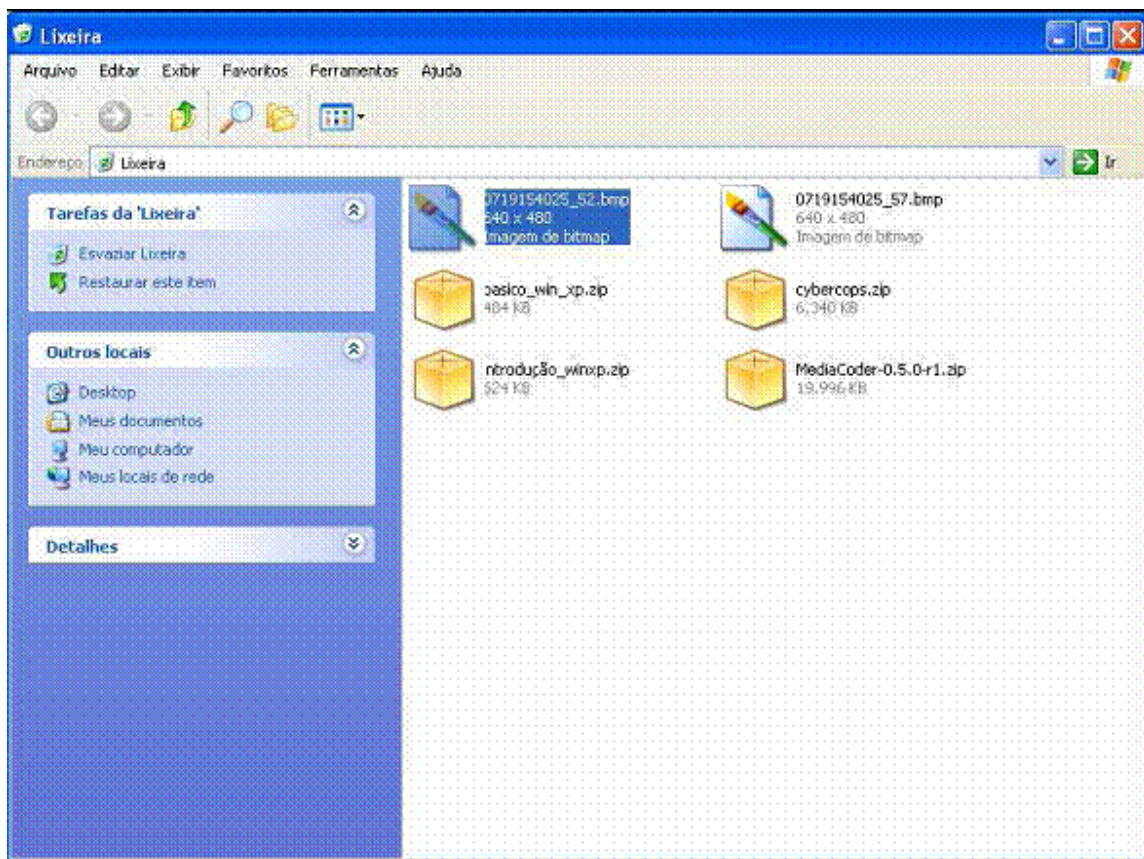 Lixeira
Arquivo Editar Exibir Favoritos Ferramentas Ajuda
Endereço Lixeira Ir
Tarefas da 'Lixeira'
Esvaziar Lixeira
Restaurar este item
Outros locais
Desktop
Meus documentos
Meu computador
Meus locais de rede
Detalhes
0719154025_52.bmp
640 x 480
Imagem de bitmap
0719154025_57.bmp
640 x 480
Imagem de bitmap
basico_win_xp.zip
484 KB
cybercops.zip
6.340 KB
ntrodução_winxp.zip
524 KB
MediaCoder-0.5.0-r1.zip
19.996 KB